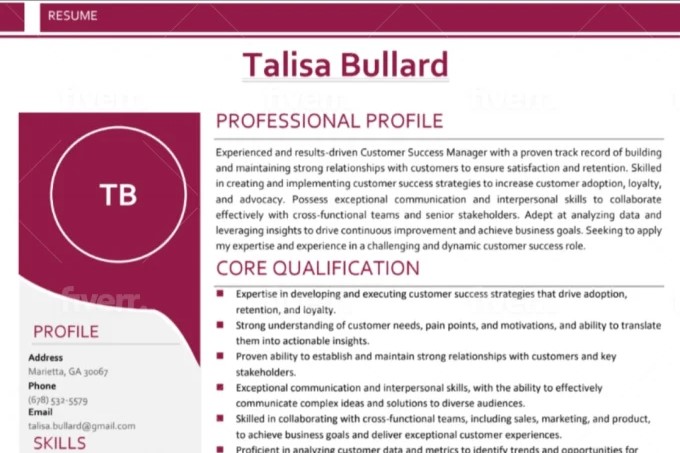 RESUME
Talisa Bullard
TB
PROFILE
Address
Marietta, GA 30067
Phone
(678) 532-5579
Email
talisa.bullard@gmail.com
SKILLS
PROFESSIONAL PROFILE
Experienced and results-driven Customer Success Manager with a proven track record of building
and maintaining strong relationships with customers to ensure satisfaction and retention. Skilled
in creating and implementing customer success strategies to increase customer adoption, loyalty,
and advocacy. Possess exceptional communication and interpersonal skills to collaborate
effectively with cross-functional teams and senior stakeholders. Adept at analyzing data and
leveraging insights to drive continuous improvement and achieve business goals. Seeking to apply
my expertise and experience in a challenging and dynamic customer success role.
CORE QUALIFICATION
Expertise in developing and executing customer success strategies that drive adoption,
retention, and loyalty.
Strong understanding of customer needs, pain points, and motivations, and ability to translate
them into actionable insights.
Proven ability to establish and maintain strong relationships with customers and key
stakeholders.
Exceptional communication and interpersonal skills, with the ability to effectively
communicate complex ideas and solutions to diverse audiences.
Skilled in collaborating with cross-functional teams, including sales, marketing, and product,
to achieve business goals and deliver exceptional customer experiences.
Proficient in analyzing customer data and metrics to identify trends and opportunities for
fiverr.
fiverr.
fiverr.
fiverr.